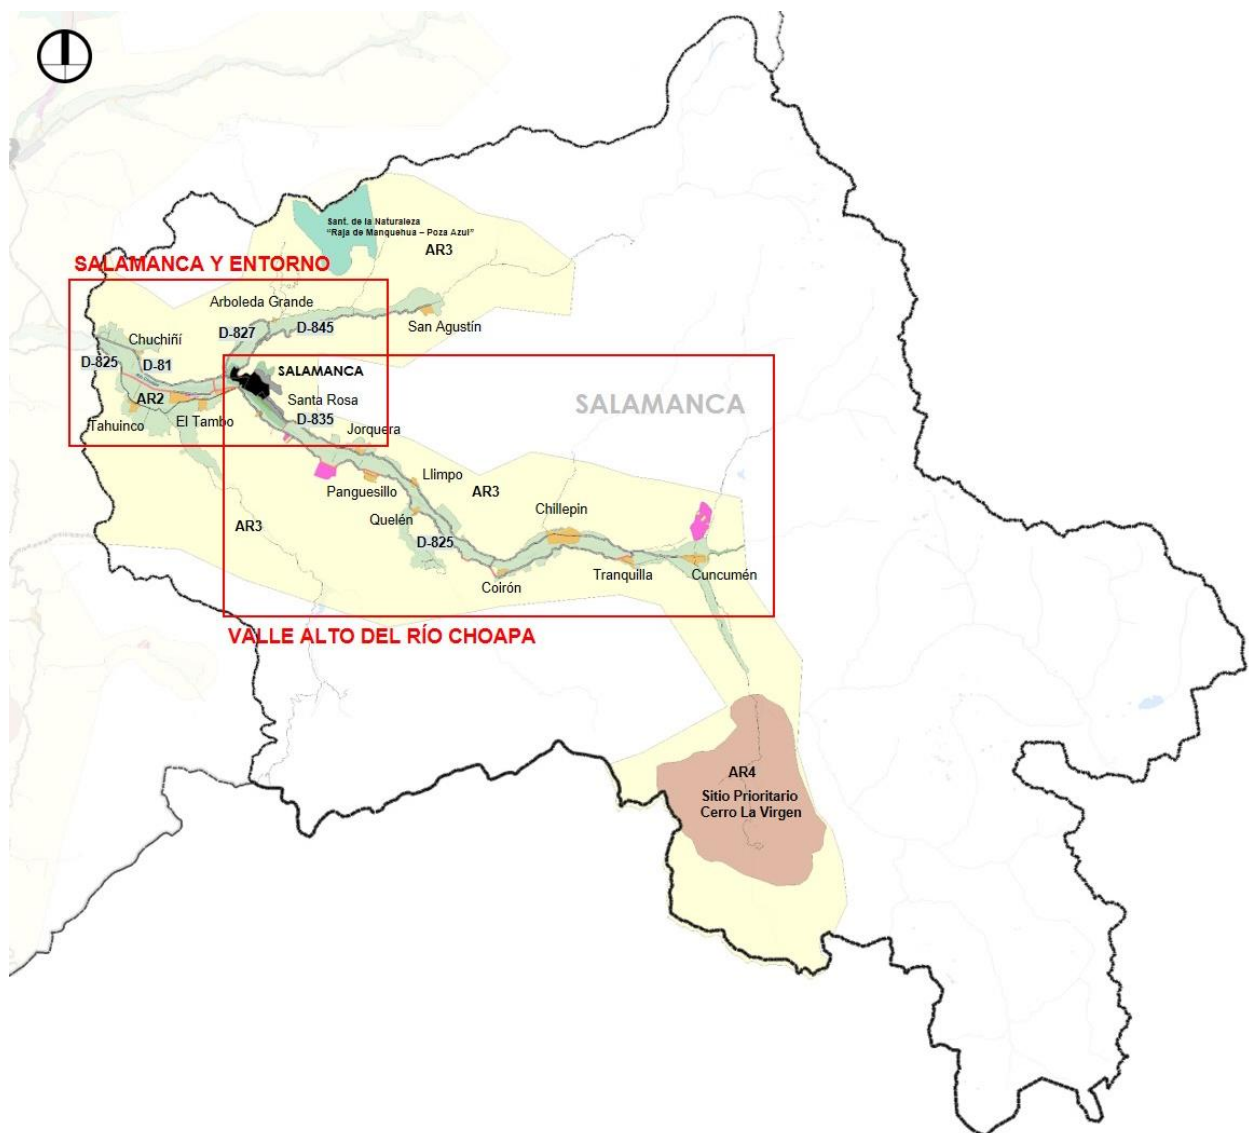 Sant. de la Naturaleza
"Raja de Manquehua – Poza Azul"
AR3
SALAMANCA Y ENTORNO
Arboleda Grande
D-827
D-845
San Agustín
Chuchiñí
D-825
D-81
SALAMANCA
AR2
Santa Rosa
SALAMANCA
Tahuinco
El Tambo
D-835
Jorquera
Llimpo
Panguesillo
AR3
Chillepin
AR3
Quelén
D-825
Coirón
Tranquilla
Cuncumén
VALLE ALTO DEL RÍO CHOAPA
AR4
Sitio Prioritario
Cerro La Virgen